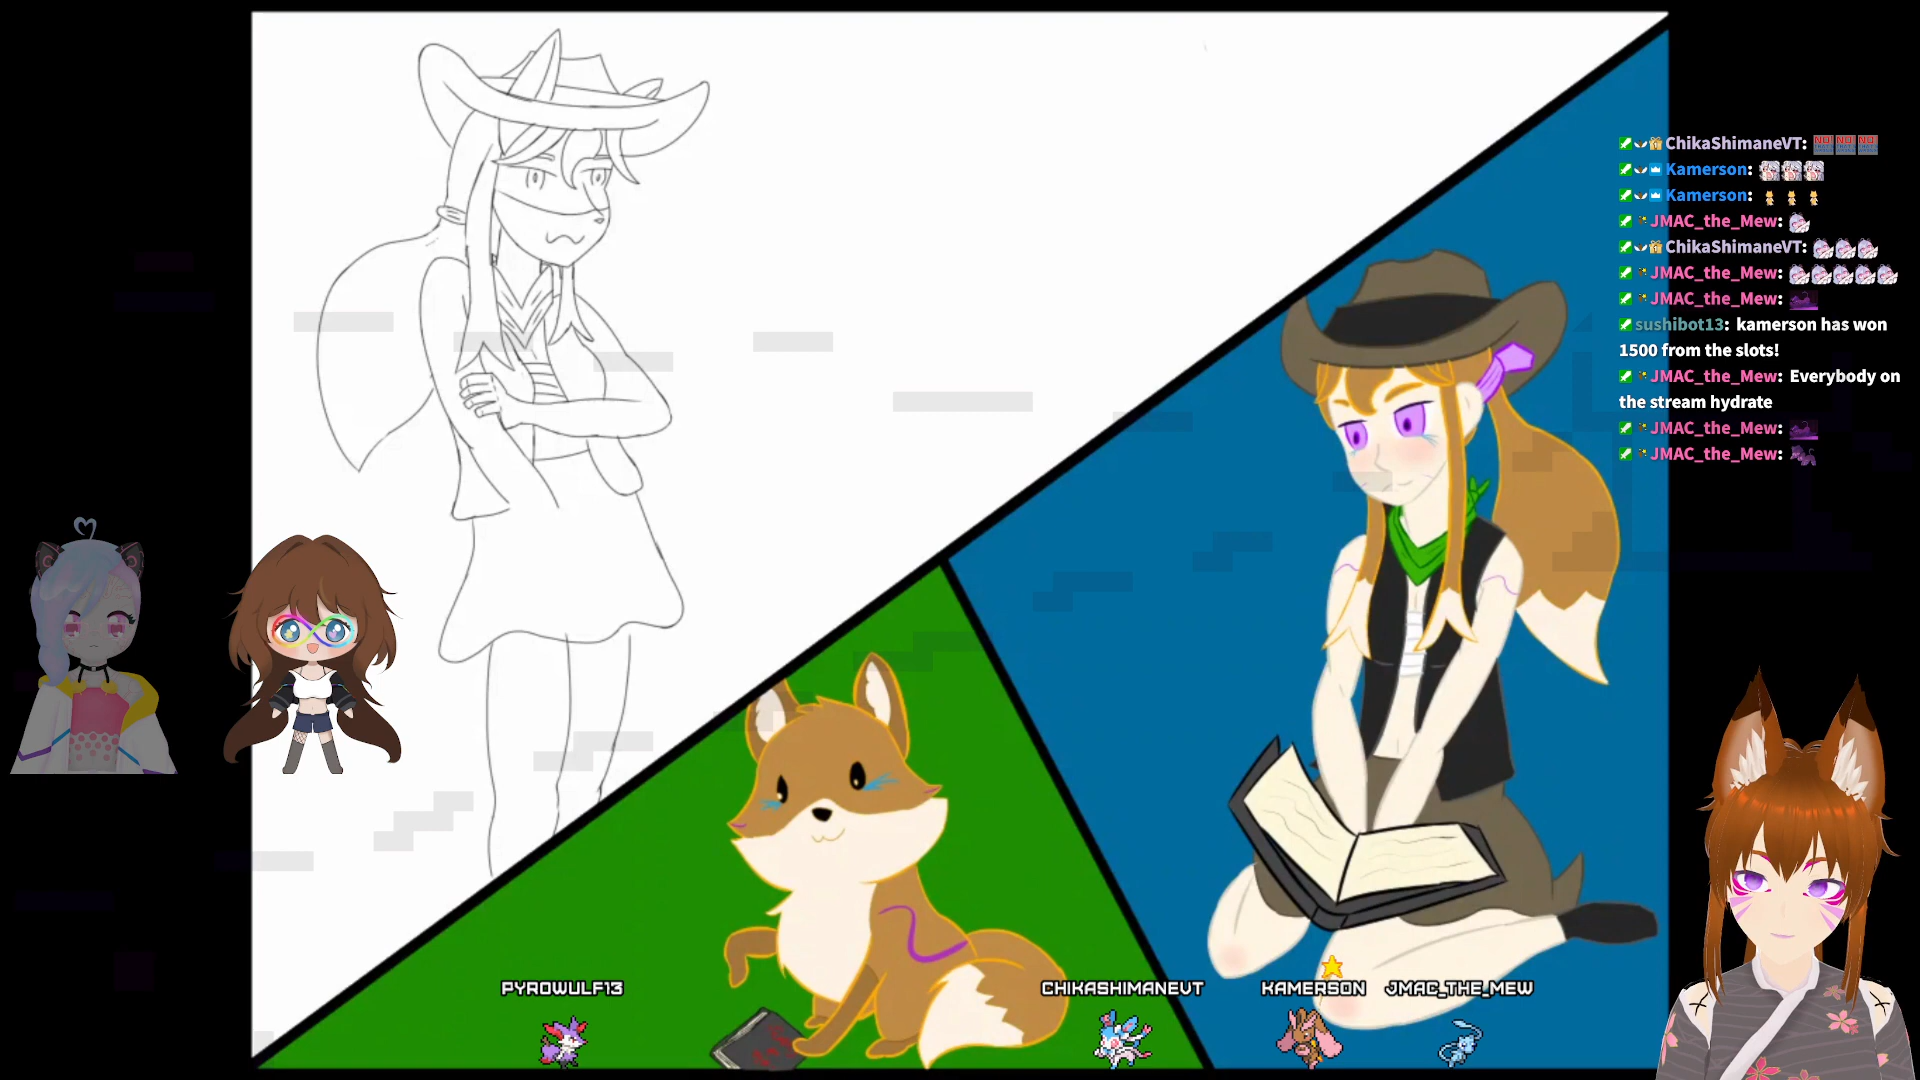 ChikaShimaneVT:
Kamerson:
Kamerson:
JMAC_the_Mew:
ChikaShimaneVT:
JMAC_the_Mew:
JMAC_the_Mew:
sushibot13: kamerson has won
1500 from the slots!
JMAC_the_Mew: Everybody on
the stream hydrate
JMAC_the_Mew:
JMAC_the_Mew:
PYROWULF13
CHIKASHIMANEVT
KAMERSON
JMAC_THE_MEW